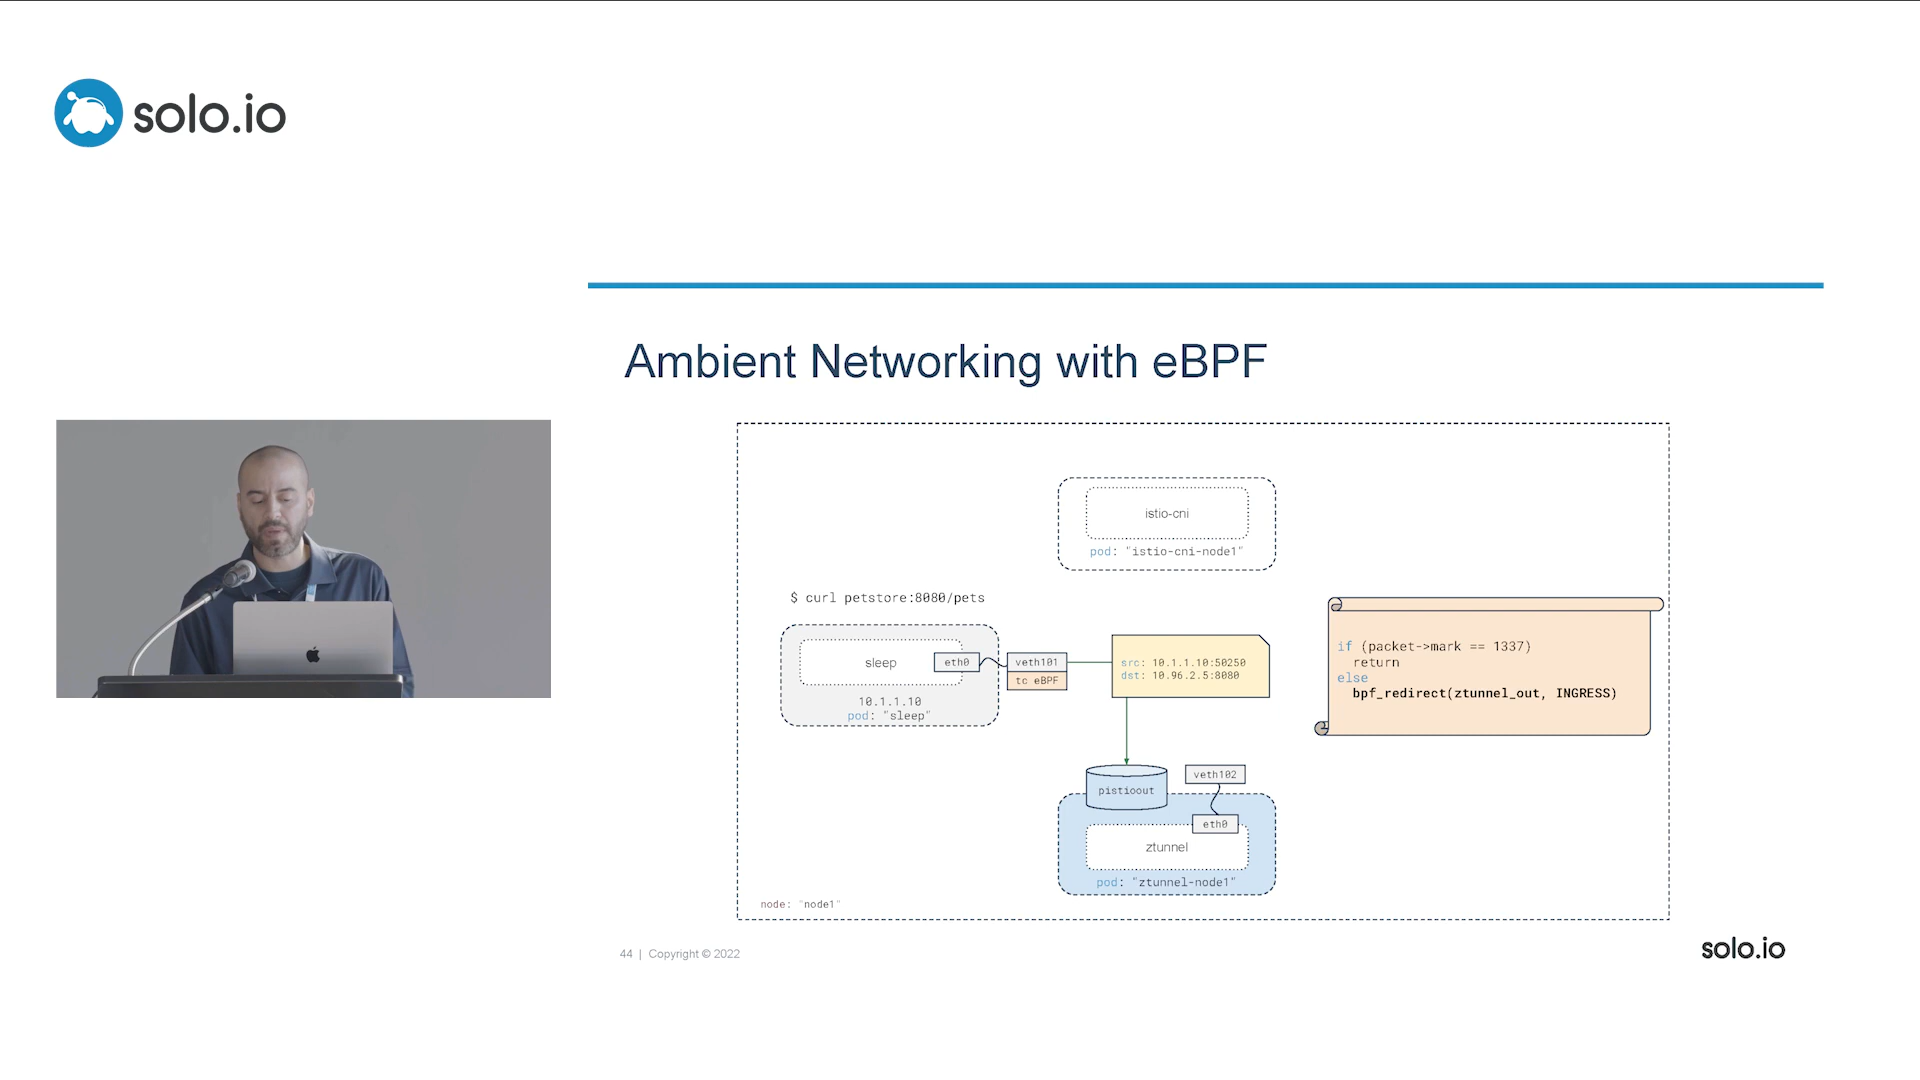 solo.io
Ambient Networking with eBPF
istio-cni
pod: "istio-cni-node1"
$ curl petstore:8080/pets
sleep
eth0
veth101
tc eBPF
10.1.1.10
pod: "sleep"
src: 10.1.1.10:50250
dst: 10.96.2.5:8080
if (packet->mark == 1337)
return
else
bpf_redirect(ztunnel_out, INGRESS)
pistioout
veth102
eth0
ztunnel
pod: "ztunnel-node1"
node: "node1"
44 | Copyright © 2022
solo.io